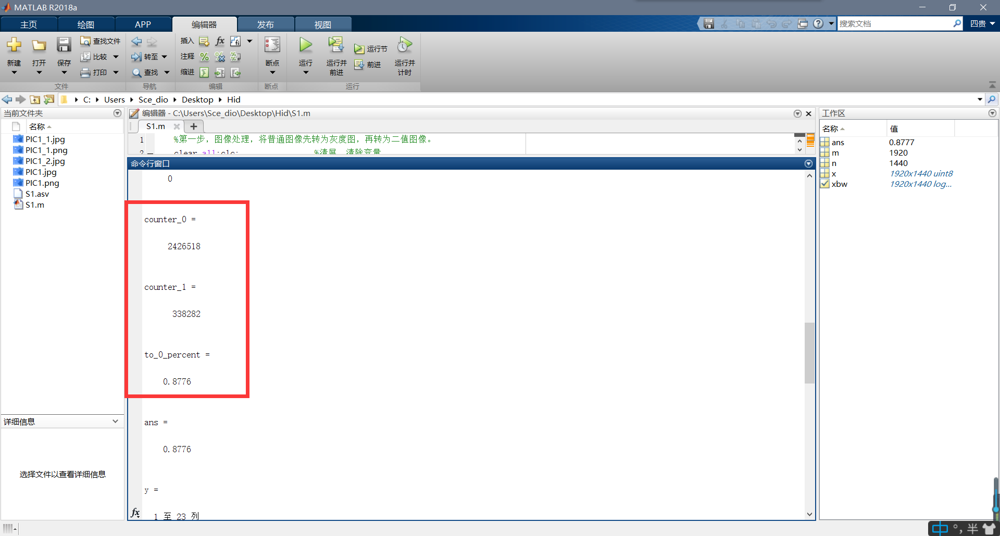 MATLAB R2018a
主页 绘图 APP 编辑器 发布 视图
搜索文档 四贵
新建 打开 保存 查找文件 比较 打印
转至 查找
插入 fx fi
注释
缩进
断点 运行 运行并前进 运行节 前进 运行并计时
文件 导航 编辑 断点 运行
C: Users Sce_dio Desktop Hid
当前文件夹
名称
PIC1_1.jpg
PIC1_1.png
PIC1_2.jpg
PIC1.jpg
PIC1.png
S1.asv
S1.m
详细信息
选择文件以查看详细信息
编辑器 - C:\Users\Sce_dio\Desktop\Hid\S1.m
S1.m
1 %第一步，图像处理，将普通图像先转为灰度图，再转为二值图像。
2 clear all;clc; %清屏，清除变量
命令行窗口
0
counter_0 =
2426518
counter_1 =
338282
to_0_percent =
0.8776
ans =
0.8776
y =
fx 1 至 23 列
工作区
名称 值
ans 0.8777
m 1920
n 1440
x 1920x1440 uint8
xbw 1920x1440 log...
中 °, 半